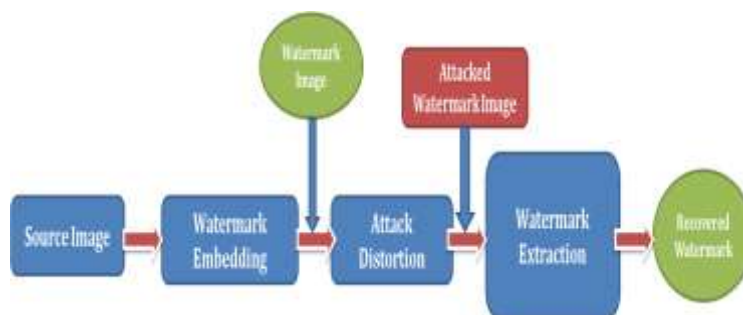 Watermark
Image
Attacked
Watermark Image
Source Image
Watermark
Embedding
Attack
Distortion
Watermark
Extraction
Recovered
Watermark